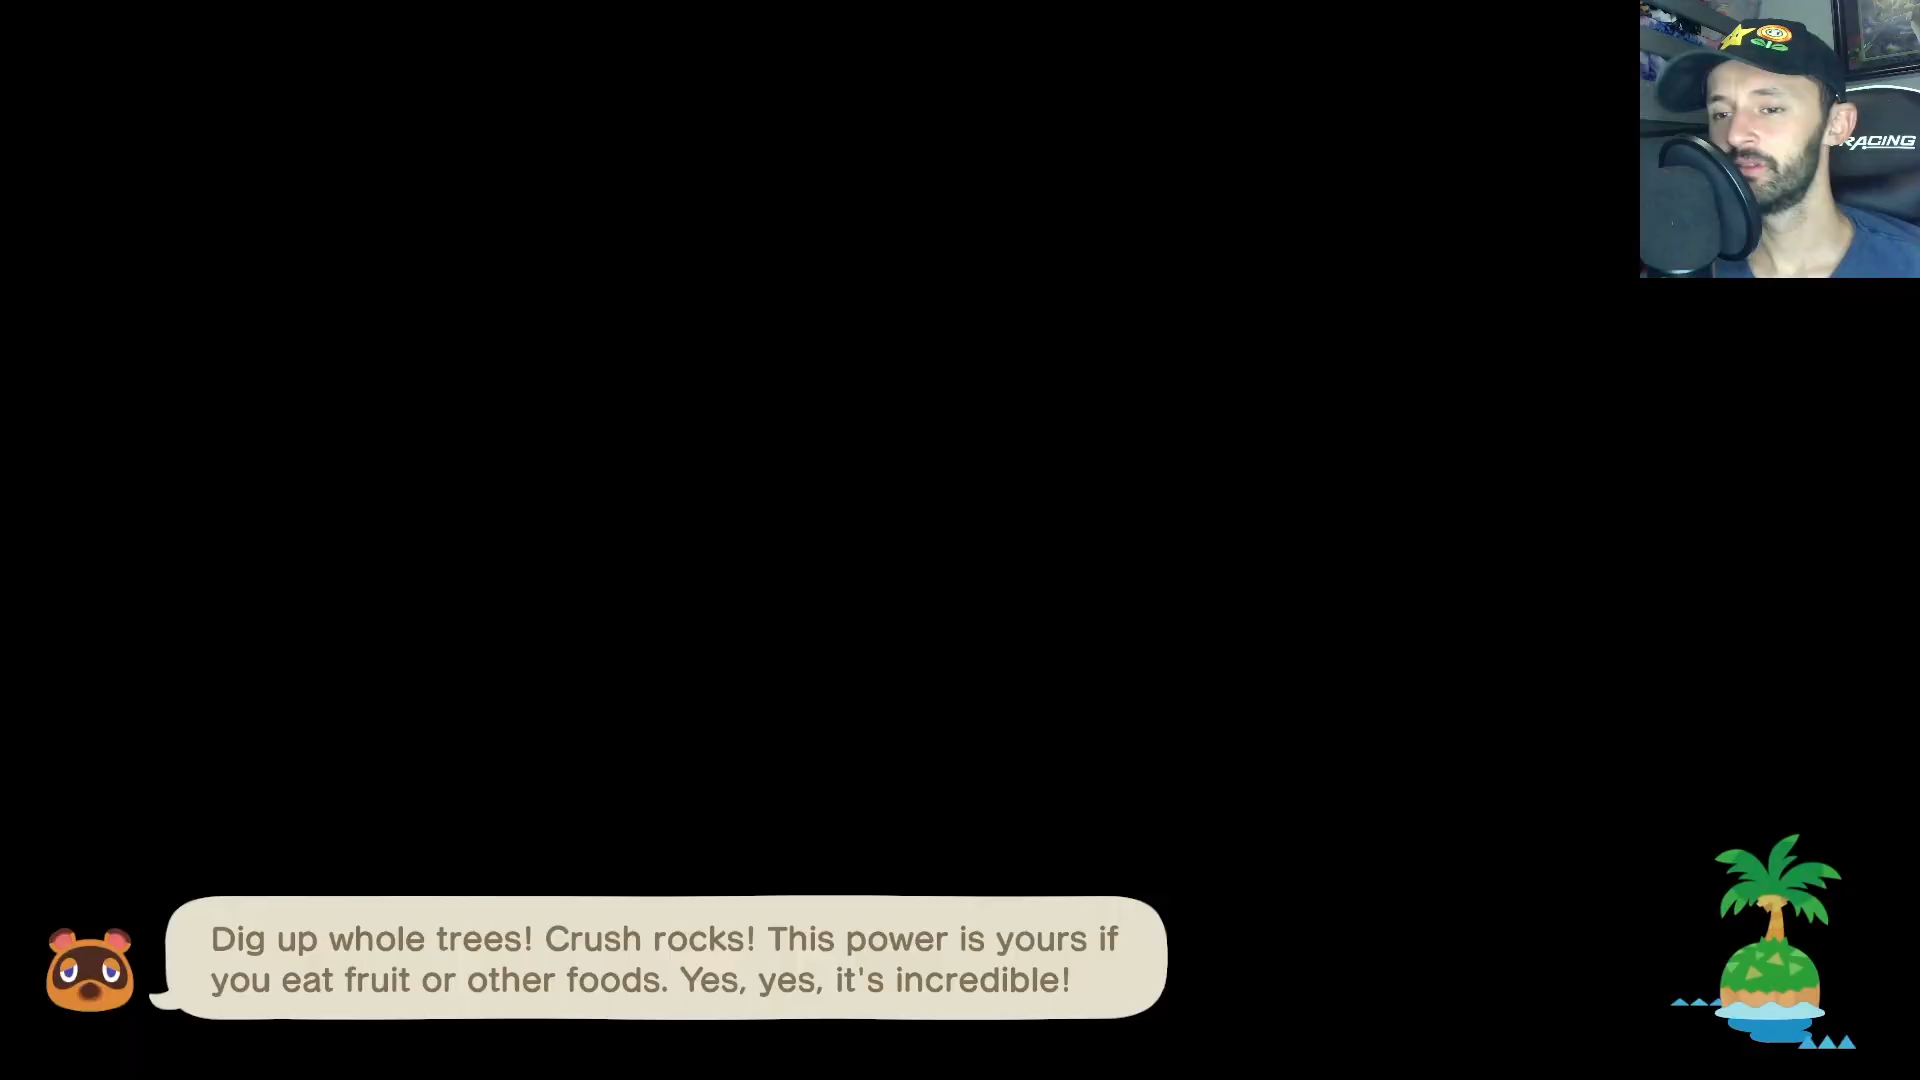 RACING
Dig up whole trees! Crush rocks! This power is yours if
you eat fruit or other foods. Yes, yes, it's incredible!